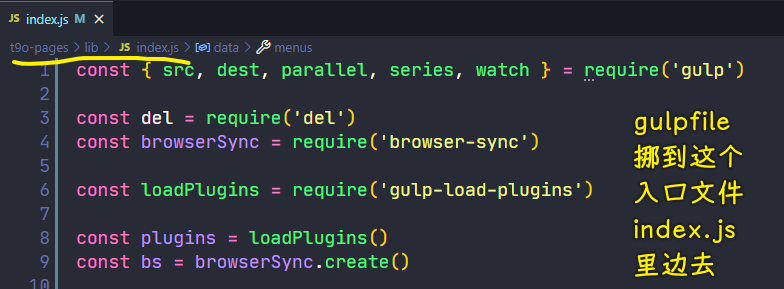 JS index.js M ×
t9o-pages > lib > JS index.js > data > menus
1 const { src, dest, parallel, series, watch } = require('gulp')
2
3 const del = require('del')
4 const browserSync = require('browser-sync')
5
6 const loadPlugins = require('gulp-load-plugins')
7
8 const plugins = loadPlugins()
9 const bs = browserSync.create()
10
gulpfile
挪到这个
入口文件
index.js
里边去